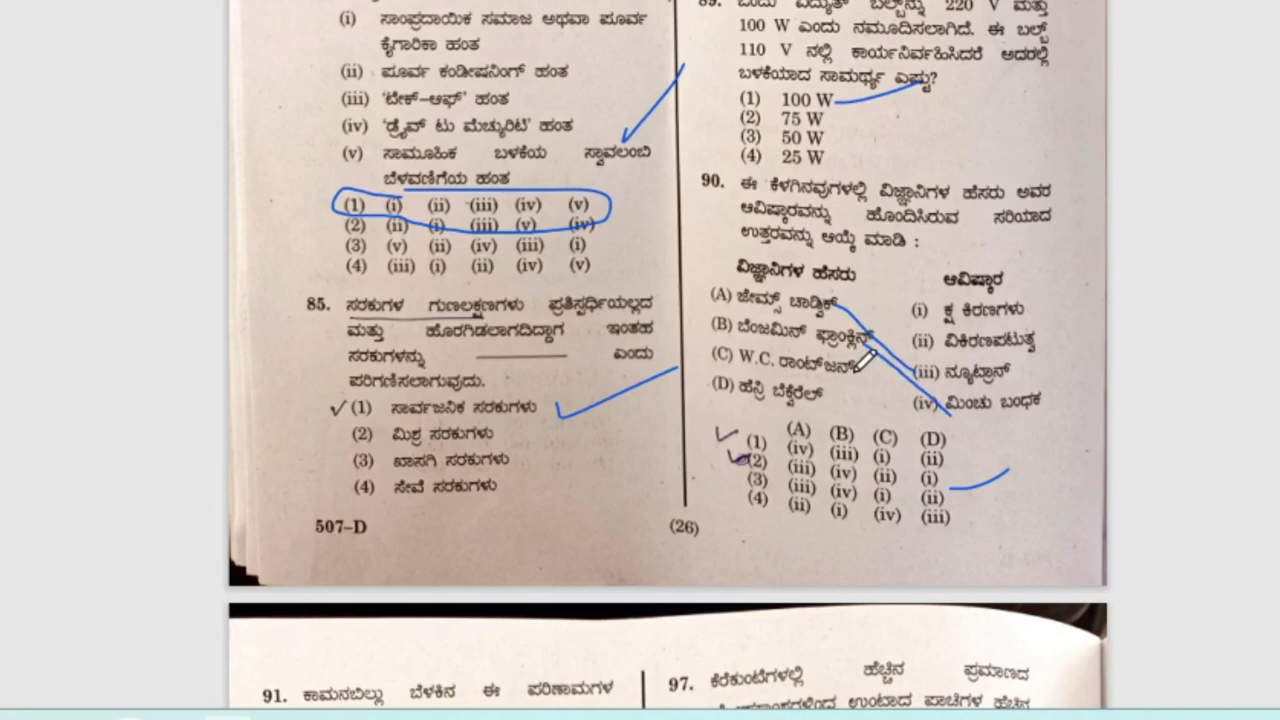 (i) ಸಾಂಪ್ರದಾಯಿಕ ಸಮಾಜ ಅಥವಾ ಪೂರ್ವ
ಕೈಗಾರಿಕಾ ಹಂತ
(ii) ಪೂರ್ವ ಕಂಡೀಷನಿಂಗ್ ಹಂತ
(iii) ‘ಟೇಕ್–ಆಫ್’ ಹಂತ
(iv) ‘ಡ್ರೈವ್ ಟು ಮೆಚ್ಯುರಿಟಿ’ ಹಂತ
(v) ಸಾಮೂಹಿಕ ಬಳಕೆಯ ಸ್ವಾವಲಂಬಿ
ಬೆಳವಣಿಗೆಯ ಹಂತ
(1) (i) (ii) (iii) (iv) (v)
(2) (ii) (i) (iii) (v) (iv)
(3) (v) (ii) (iv) (iii) (i)
(4) (iii) (i) (ii) (iv) (v)
85. ಸರಕುಗಳ ಗುಣಲಕ್ಷಣಗಳು ಪ್ರತಿಸ್ಪರ್ಧಿಯಲ್ಲದ
ಮತ್ತು ಹೊರಗಿಡಲಾಗದಿದ್ದಾಗ ಇಂತಹ
ಸರಕುಗಳನ್ನು ________ ಎಂದು
ಪರಿಗಣಿಸಲಾಗುವುದು.
(1) ಸಾರ್ವಜನಿಕ ಸರಕುಗಳು
(2) ಮಿಶ್ರ ಸರಕುಗಳು
(3) ಖಾಸಗಿ ಸರಕುಗಳು
(4) ಸೇವೆ ಸರಕುಗಳು
507–D
(26)
89. ಒಂದು ವಿದ್ಯುತ್ ಬಲ್ಬ್‌ನ್ನು 220 V ಮತ್ತು
100 W ಎಂದು ನಮೂದಿಸಲಾಗಿದೆ. ಈ ಬಲ್ಬ್
110 V ನಲ್ಲಿ ಕಾರ್ಯನಿರ್ವಹಿಸಿದರೆ ಅದರಲ್ಲಿ
ಬಳಕೆಯಾದ ಸಾಮರ್ಥ್ಯ ಎಷ್ಟು?
(1) 100 W
(2) 75 W
(3) 50 W
(4) 25 W
90. ಈ ಕೆಳಗಿನವುಗಳಲ್ಲಿ ವಿಜ್ಞಾನಿಗಳ ಹೆಸರು ಅವರ
ಆವಿಷ್ಕಾರವನ್ನು ಹೊಂದಿಸಿರುವ ಸರಿಯಾದ
ಉತ್ತರವನ್ನು ಆಯ್ಕೆ ಮಾಡಿ :
ವಿಜ್ಞಾನಿಗಳ ಹೆಸರು ಆವಿಷ್ಕಾರ
(A) ಜೇಮ್ಸ್ ಚಾಡ್ವಿಕ್ (i) ಕ್ಷ ಕಿರಣಗಳು
(B) ಬೆಂಜಮಿನ್ ಫ್ರಾಂಕ್ಲಿನ್ (ii) ವಿಕಿರಣಪಟುತ್ವ
(C) W.C. ರಾಂಟ್‌ಜನ್ (iii) ನ್ಯೂಟ್ರಾನ್
(D) ಹೆನ್ರಿ ಬೆಕ್ವೆರೆಲ್ (iv) ಮಿಂಚು ಬಂಧಕ
(A) (B) (C) (D)
(1) (iv) (iii) (i) (ii)
(2) (iii) (iv) (ii) (i)
(3) (iii) (iv) (i) (ii)
(4) (ii) (i) (iv) (iii)
91. ಕಾಮನಬಿಲ್ಲು ಬೆಳಕಿನ ಈ ಪರಿಣಾಮಗಳ
97. ಕೆರೆಕುಂಟೆಗಳಲ್ಲಿ ಹೆಚ್ಚಿನ ಪ್ರಮಾಣದ
ಉಂಟಾದ ಪಾಚಿಗಳ ಹೆಚ್ಚಿನ